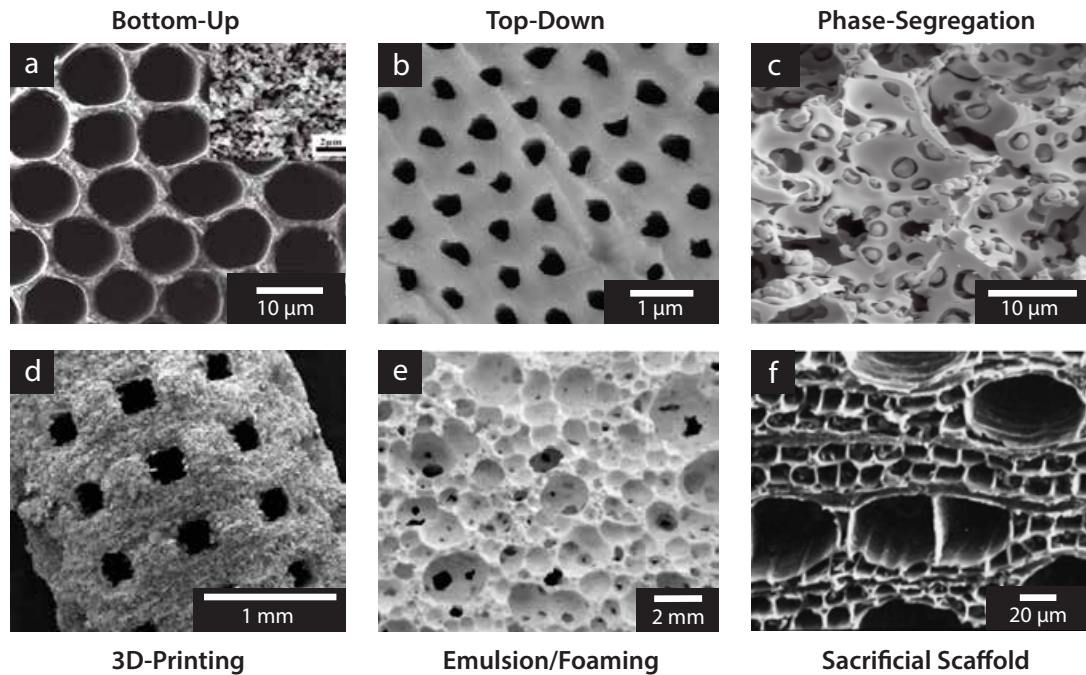 Bottom-Up
Top-Down
Phase-Segregation
a
2µm
10 µm
b
1 µm
c
10 µm
d
1 mm
e
2 mm
f
20 µm
3D-Printing
Emulsion/Foaming
Sacrificial Scaffold